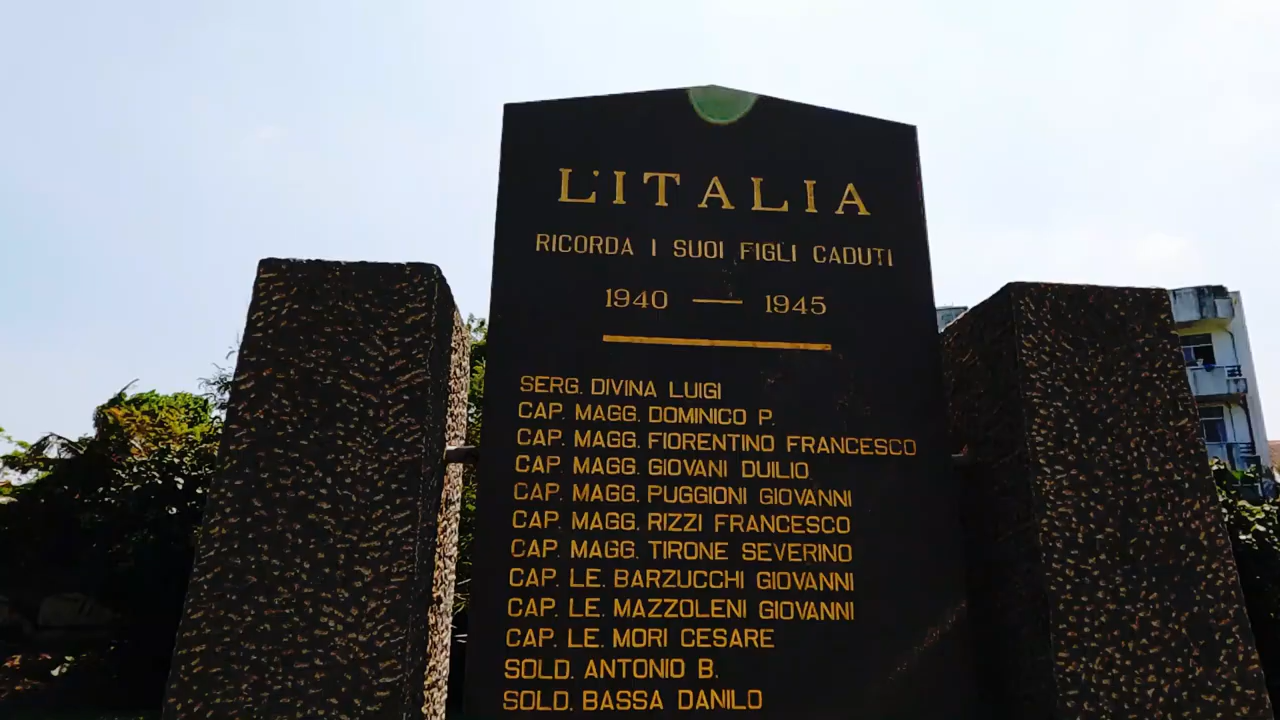 L'ITALIA
RICORDA I SUOI FIGLI CADUTI
1940 — 1945
SERG. DIVINA LUIGI
CAP. MAGG. DOMINICO P.
CAP. MAGG. FIORENTINO FRANCESCO
CAP. MAGG. GIOVANI DUILIO.
CAP. MAGG. PUGGIONI GIOVANNI
CAP. MAGG. RIZZI FRANCESCO
CAP. MAGG. TIRONE SEVERINO
CAP. LE. BARZUCCHI GIOVANNI
CAP. LE. MAZZOLENI GIOVANNI
CAP. LE. MORI CESARE
SOLD. ANTONIO B.
SOLD. BASSA DANILO